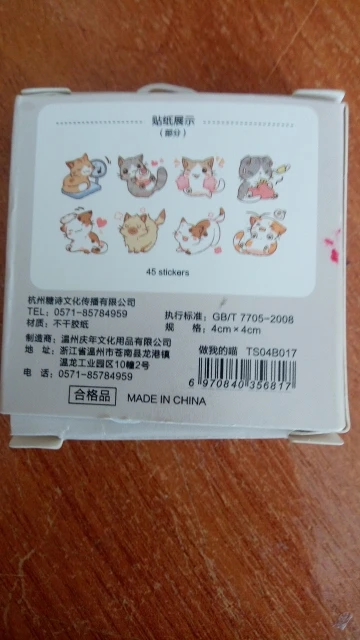 贴纸展示
(部分)
45 stickers
杭州臻诗文化传播有限公司
TEL: 0571-85784959
材质: 不干胶纸
执行标准: GB/T 7705-2008
规 格: 4cm×4cm
制造商: 温州庆年文化用品有限公司
地 址: 浙江省温州市苍南县龙港镇
温龙工业园区10幢2号
电 话: 0571-85784959
做我的喵 TS04B017
6 970840 356817
合格品 MADE IN CHINA